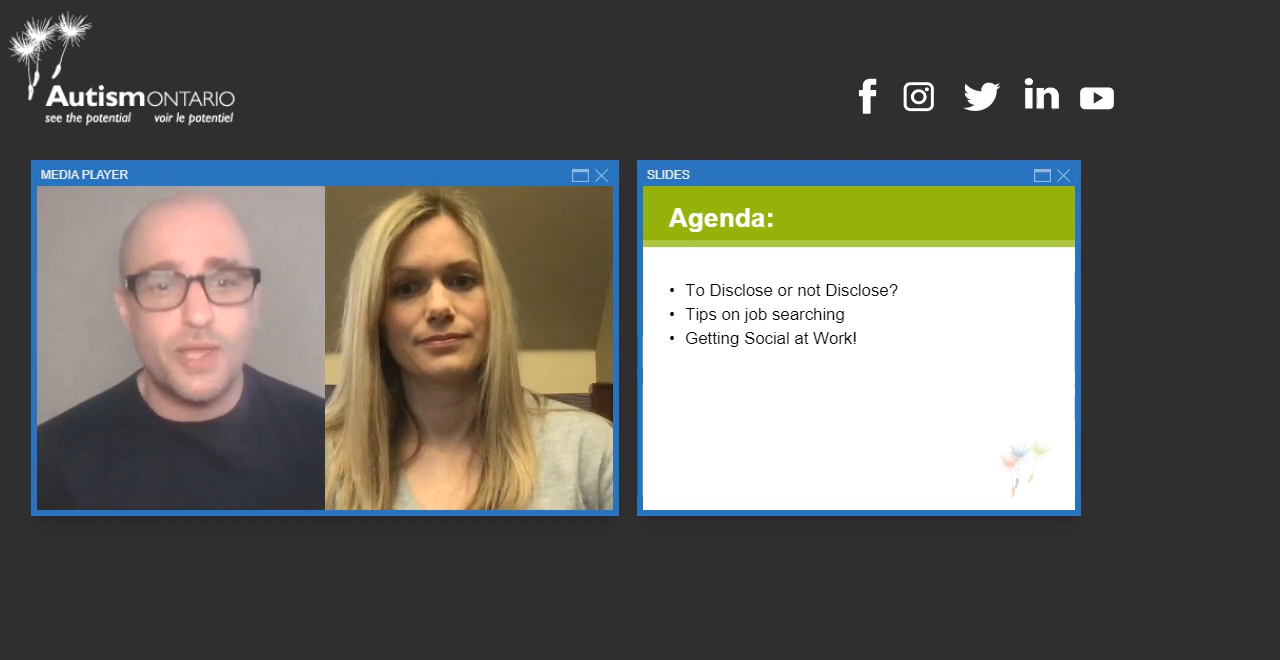 Autism ONTARIO
see the potential voir le potentiel
MEDIA PLAYER
SLIDES
Agenda:
• To Disclose or not Disclose?
• Tips on job searching
• Getting Social at Work!